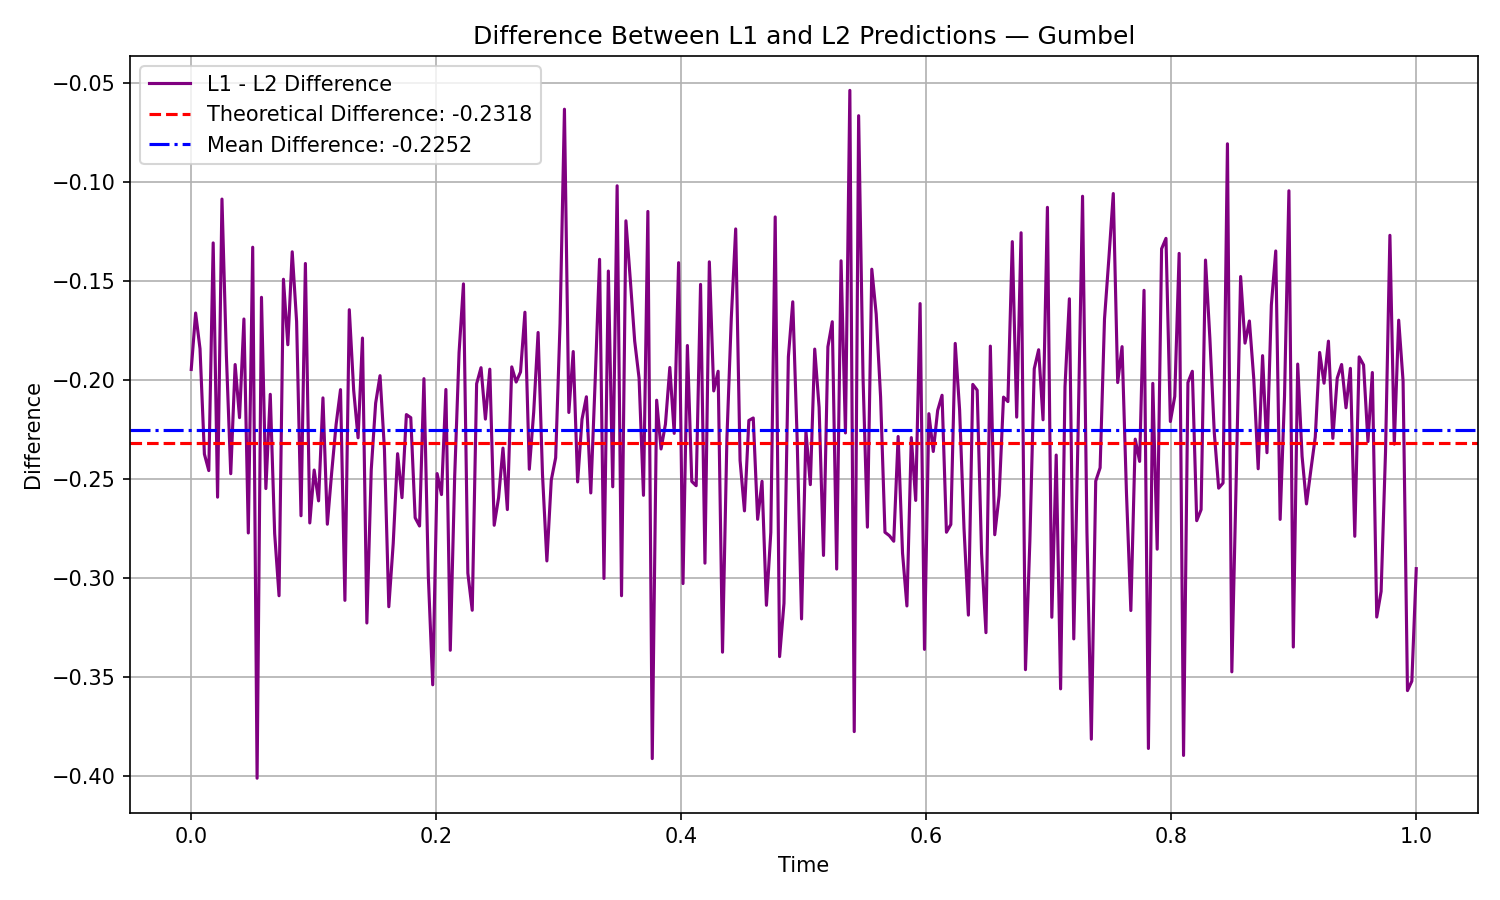 Difference Between L1 and L2 Predictions — Gumbel
L1 - L2 Difference
Theoretical Difference: -0.2318
Mean Difference: -0.2252
Difference
−0.05
−0.10
−0.15
−0.20
−0.25
−0.30
−0.35
−0.40
0.0 0.2 0.4 0.6 0.8 1.0
Time